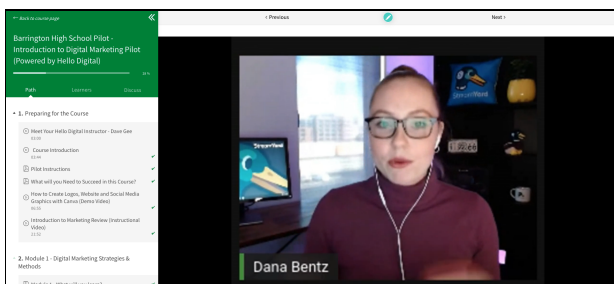 ← Back to course page
Barrington High School Pilot -
Introduction to Digital Marketing Pilot
(Powered by Hello Digital)
Path
Learners
Discuss
1. Preparing for the Course
Meet Your Hello Digital Instructor - Dave Gee
Course Introduction
03:44
Pilot Instructions
What will you Need to Succeed in this Course?
How to Create Logos, Website and Social Media
Graphics with Canva (Demo Video)
Introduction to Marketing Review (Instructional
Video)
2. Module 1 - Digital Marketing Strategies &
Methods
< Previous
Next >
StreamYard
StreamYard
Dana Bentz